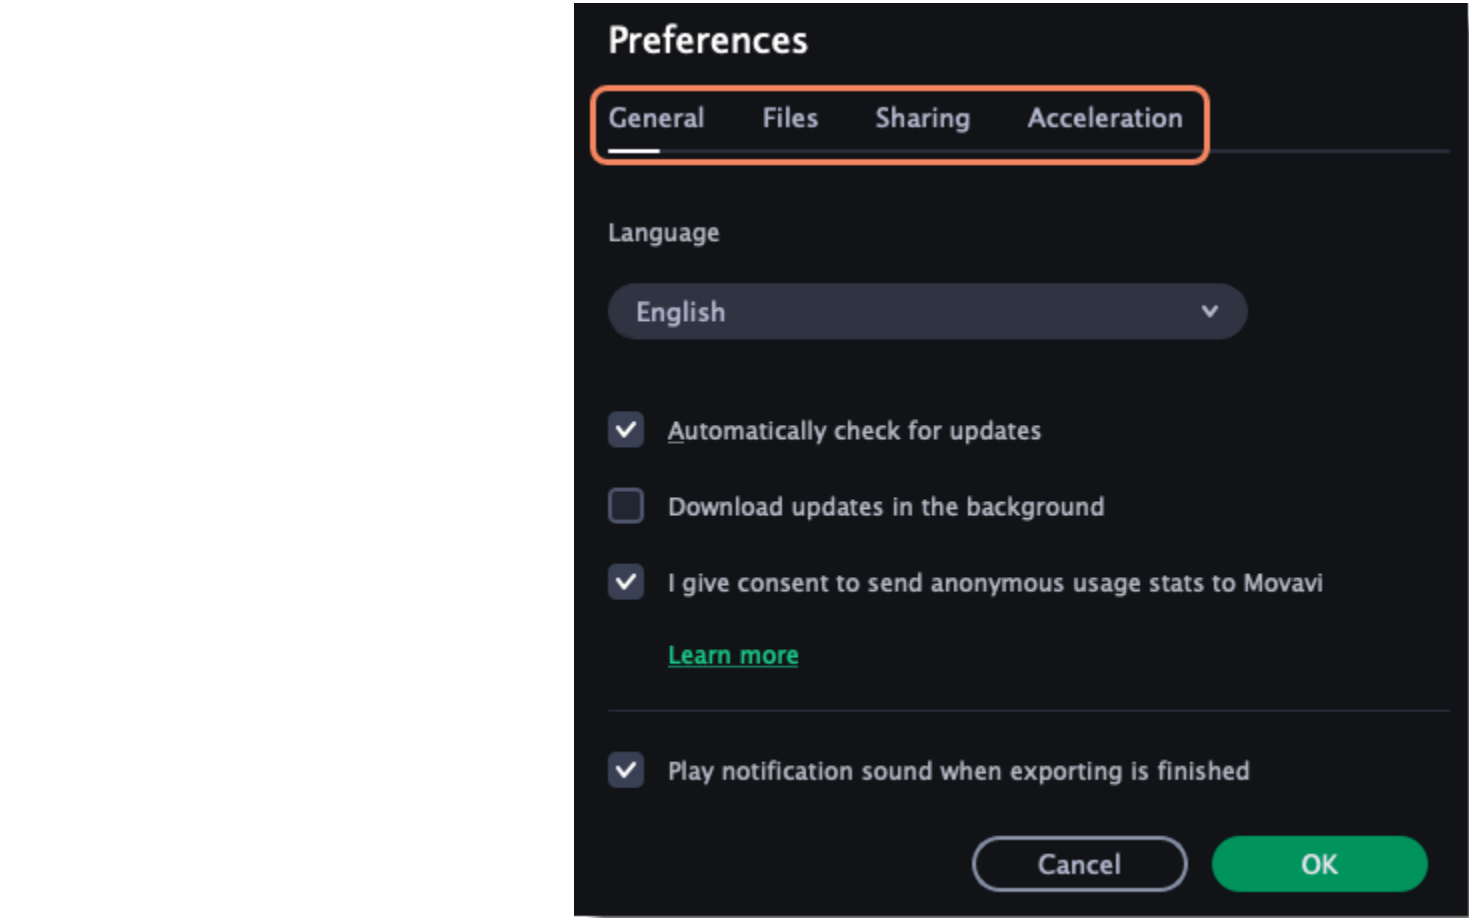 Preferences
General Files Sharing Acceleration
Language
English
Automatically check for updates
Download updates in the background
I give consent to send anonymous usage stats to Movavi
Learn more
Play notification sound when exporting is finished
Cancel OK